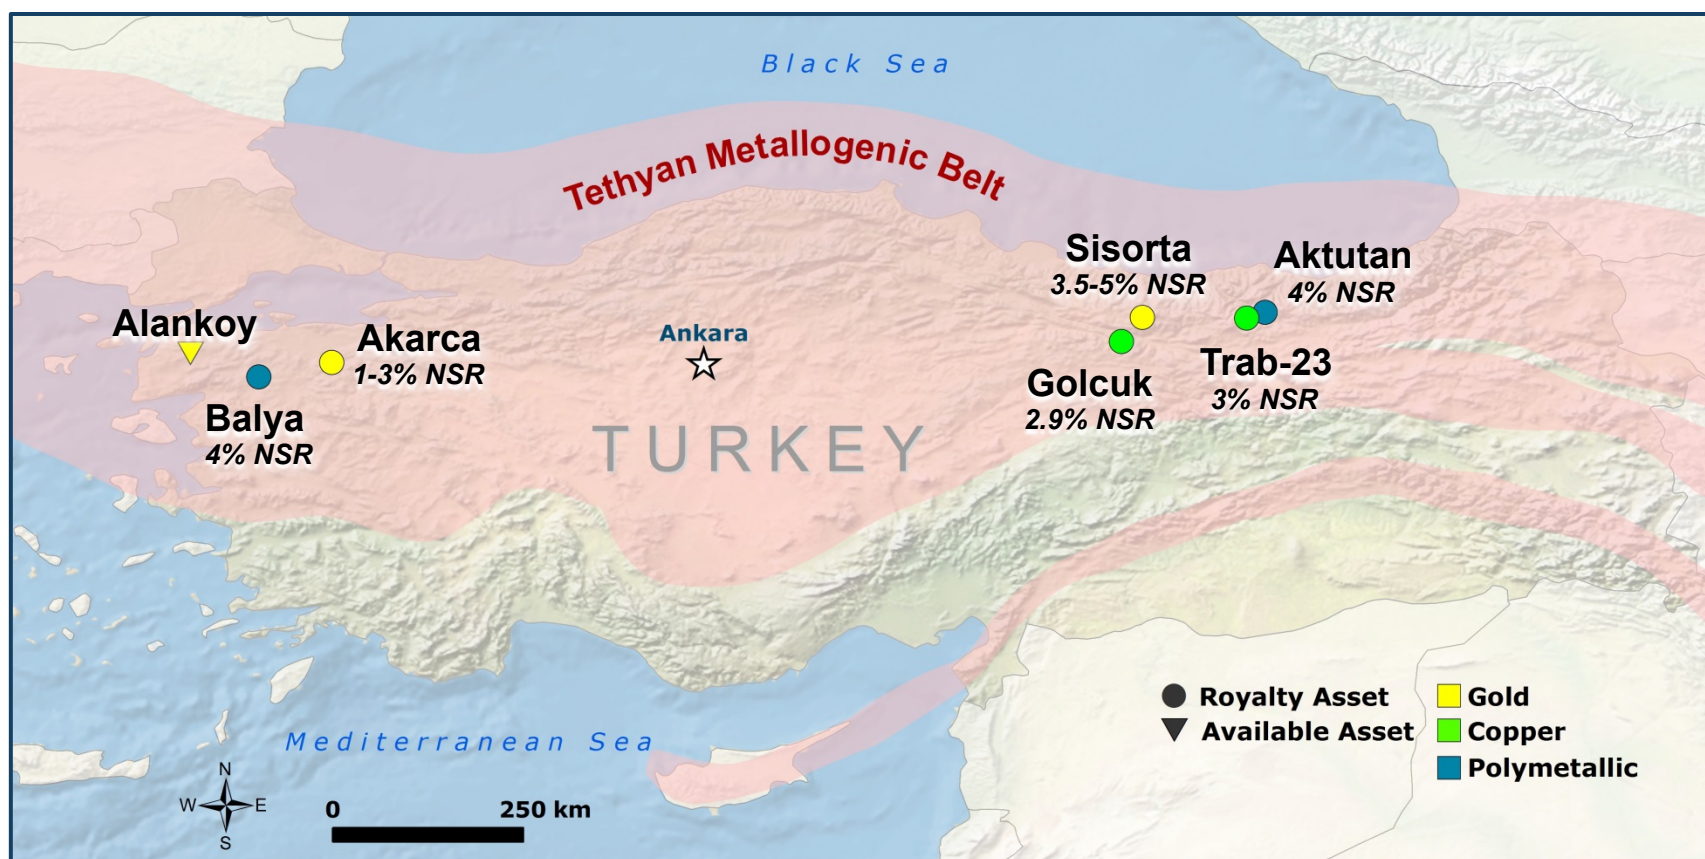 Black Sea
Tethyan Metallogenic Belt
Sisorta
3.5-5% NSR
Aktutan
4% NSR
Alankoy
Akarca
1-3% NSR
Ankara
Balya
4% NSR
Golcuk
2.9% NSR
Trab-23
3% NSR
TURKEY
Mediterranean Sea
Royalty Asset
Available Asset
Gold
Copper
Polymetallic
N
W E
S
0 250 km